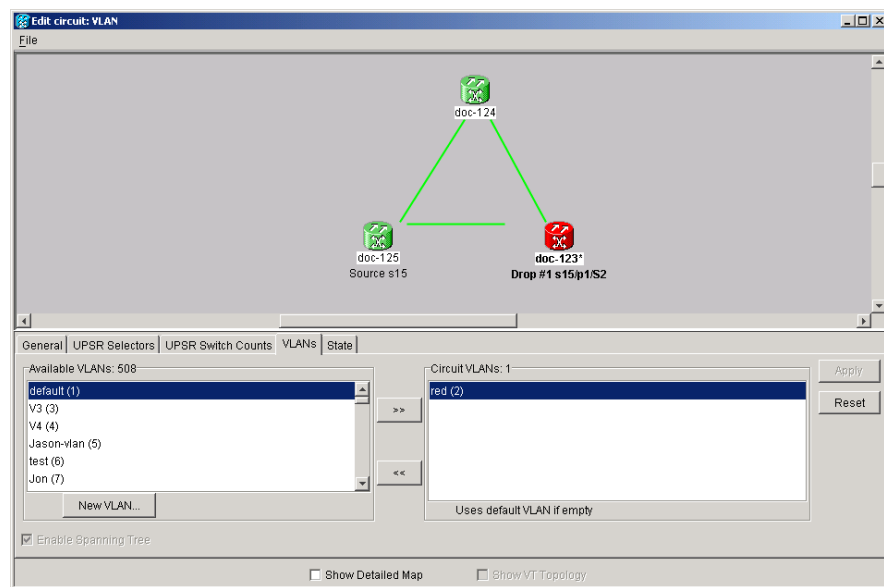 Edit circuit: VLAN
File
doc-124
doc-125
Source s15
doc-123*
Drop #1 s15/p1/S2
General
UPSR Selectors
UPSR Switch Counts
VLANs
State
Available VLANs: 508
default (1)
V3 (3)
V4 (4)
Jason-vlan (5)
test (6)
Jon (7)
New VLAN...
>>
<<
Circuit VLANs: 1
red (2)
Uses default VLAN if empty
Apply
Reset
Enable Spanning Tree
Show Detailed Map
Show VT Topology